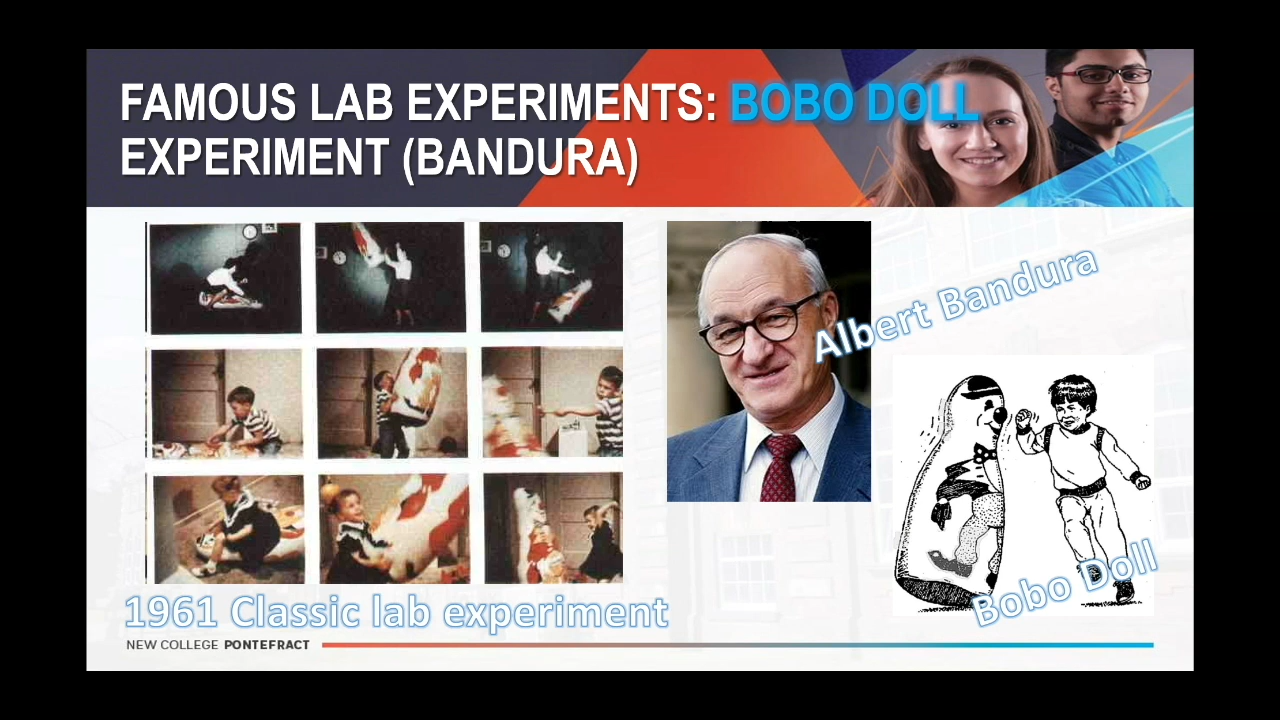 FAMOUS LAB EXPERIMENTS: BOBO DOLL
EXPERIMENT (BANDURA)
Albert Bandura
Bobo Doll
1961 Classic lab experiment
NEW COLLEGE PONTEFRACT